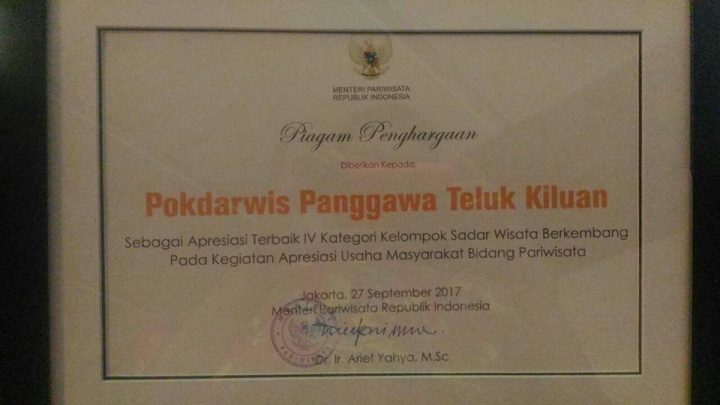 MENTERI PARIWISATA
REPUBLIK INDONESIA
Piagam Penghargaan
Diberikan Kepada:
Pokdarwis Panggawa Teluk Kiluan
Sebagai Apresiasi Terbaik IV Kategori Kelompok Sadar Wisata Berkembang
Pada Kegiatan Apresiasi Usaha Masyarakat Bidang Pariwisata
Jakarta, 27 September 2017
Menteri Pariwisata Republik Indonesia
Dr. Ir. Arief Yahya, M.Sc